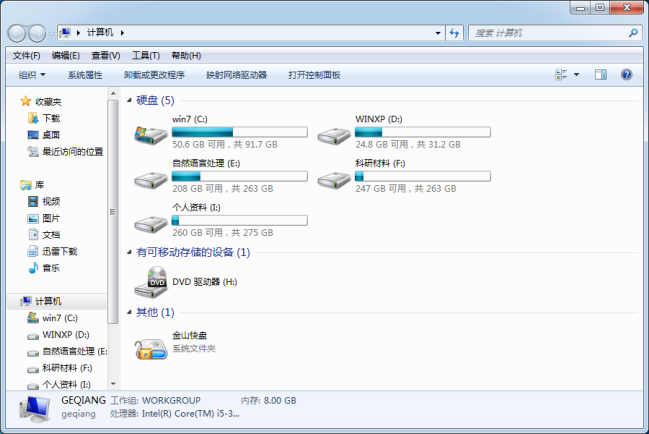 计算机
搜索 计算机
文件(F) 编辑(E) 查看(V) 工具(T) 帮助(H)
组织 系统属性 卸载或更改程序 映射网络驱动器 打开控制面板
收藏夹
下载
桌面
最近访问的位置
库
视频
图片
文档
迅雷下载
音乐
计算机
win7 (C:)
WINXP (D:)
自然语言处理 (E:
科研材料 (F:)
个人资料 (I:)
硬盘 (5)
win7 (C:)
50.6 GB 可用，共 91.7 GB
WINXP (D:)
24.8 GB 可用，共 31.2 GB
自然语言处理 (E:)
208 GB 可用，共 263 GB
科研材料 (F:)
247 GB 可用，共 263 GB
个人资料 (I:)
260 GB 可用，共 275 GB
有可移动存储的设备 (1)
DVD
DVD 驱动器 (H:)
其他 (1)
金山快盘
系统文件夹
GEQIANG 工作组: WORKGROUP 内存: 8.00 GB
geqiang 处理器: Intel(R) Core(TM) i5-3...